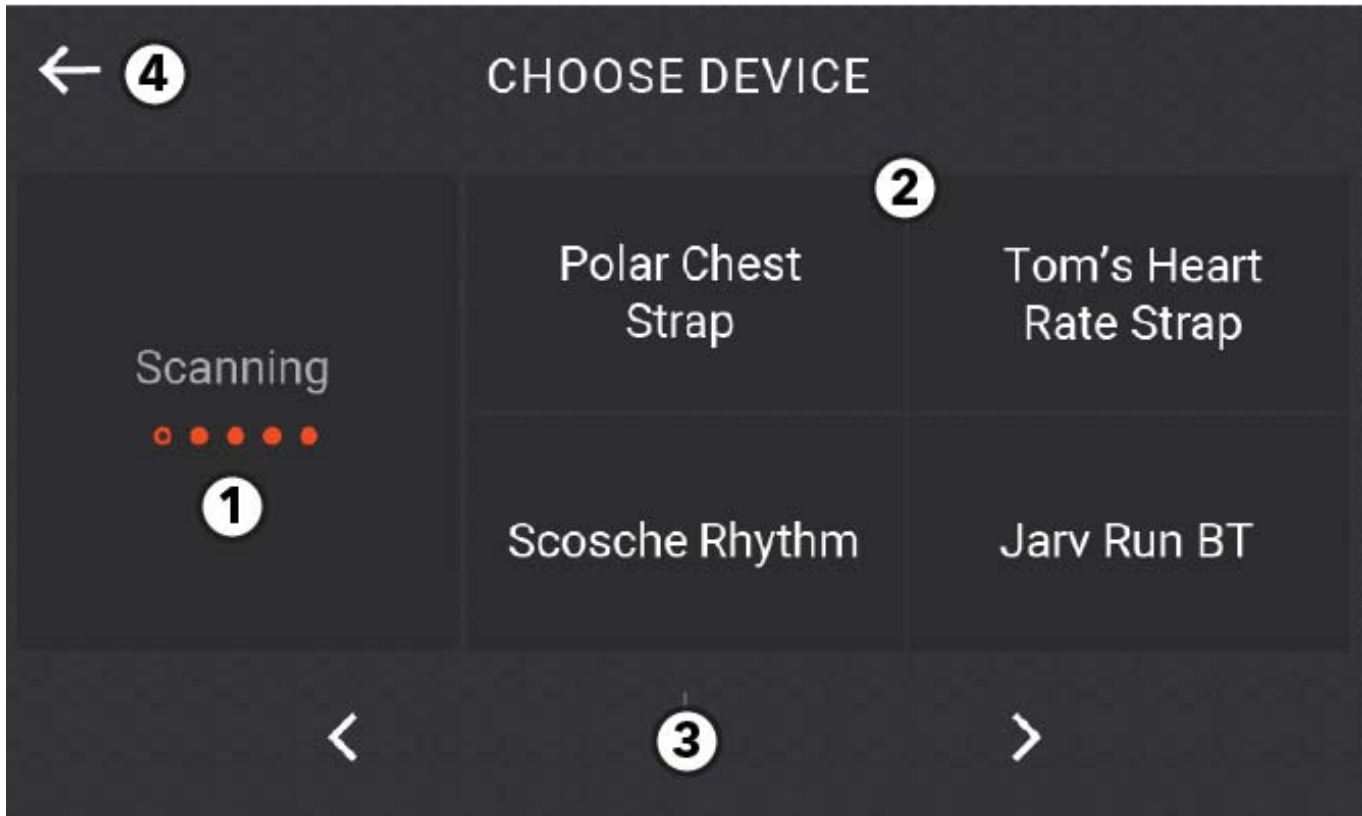 4
CHOOSE DEVICE
2
Polar Chest
Strap
Tom's Heart
Rate Strap
Scanning
1
Scosche Rhythm
Jarv Run BT
3